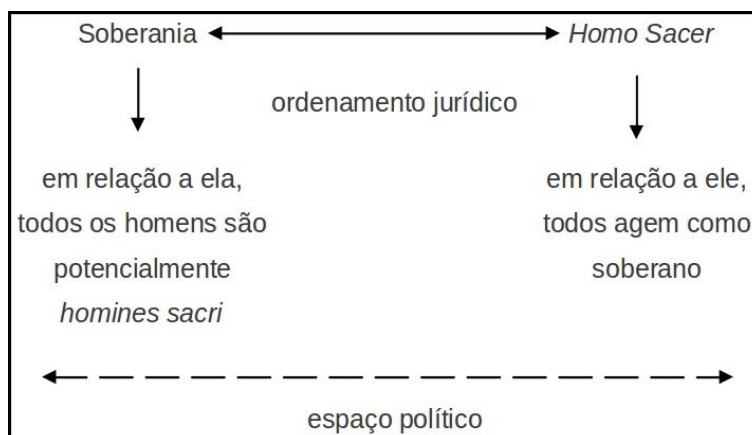 Soberania
Homo Sacer
ordenamento jurídico
em relação a ela,
todos os homens são
potencialmente
homines sacri
em relação a ele,
todos agem como
soberano
espaço político